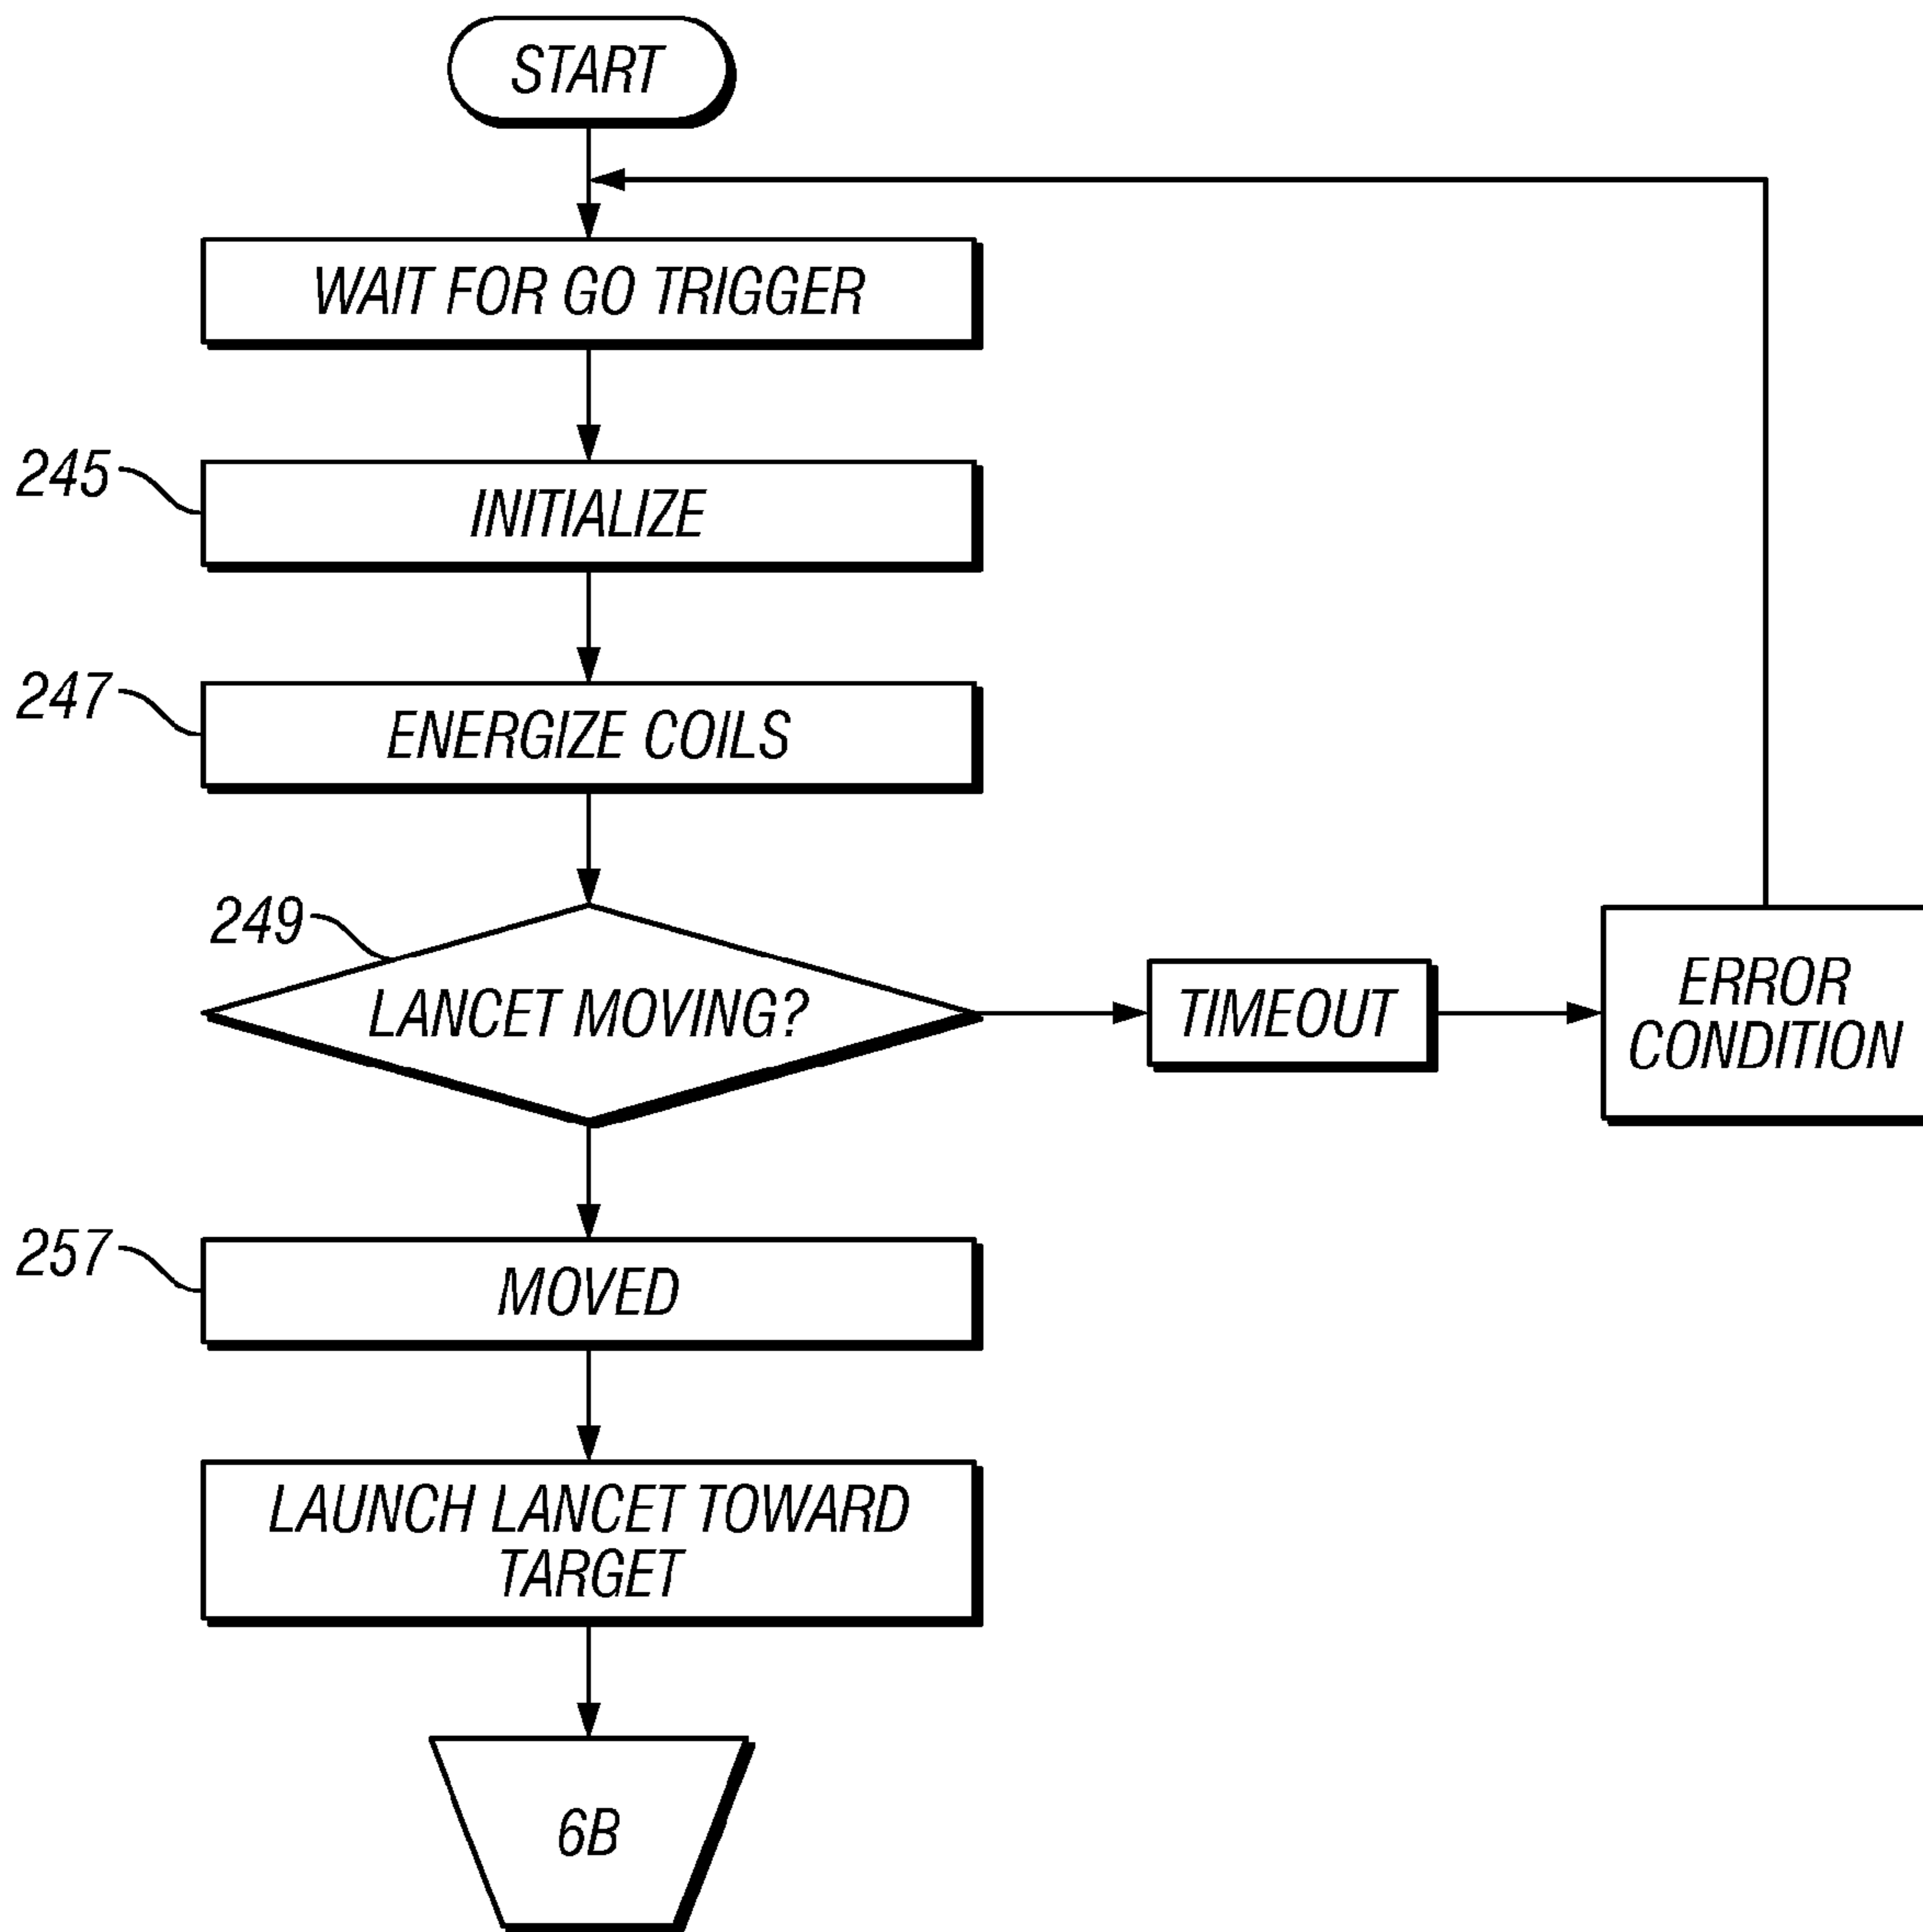 START
WAIT FOR GO TRIGGER
245
INITIALIZE
247
ENERGIZE COILS
249
LANCET MOVING?
TIMEOUT
ERROR
CONDITION
257
MOVED
LAUNCH LANCET TOWARD
TARGET
6B